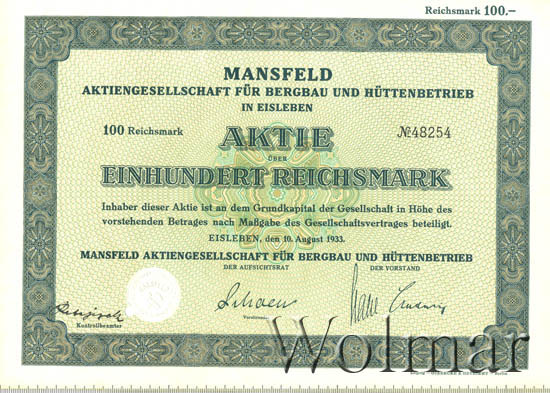 Reichsmark 100.–
MANSFELD
AKTIENGESELLSCHAFT FÜR BERGBAU UND HÜTTENBETRIEB
IN EISLEBEN
100 Reichsmark
AKTIE
№48254
ÜBER
EINHUNDERT REICHSMARK
Inhaber dieser Aktie ist an dem Grundkapital der Gesellschaft in Höhe des
vorstehenden Betrages nach Maßgabe des Gesellschaftsvertrages beteiligt.
EISLEBEN, den 10. August 1933.
MANSFELD AKTIENGESELLSCHAFT FÜR BERGBAU UND HÜTTENBETRIEB
DER AUFSICHTSRAT
DER VORSTAND
Kontrollbeamter
Wolmar